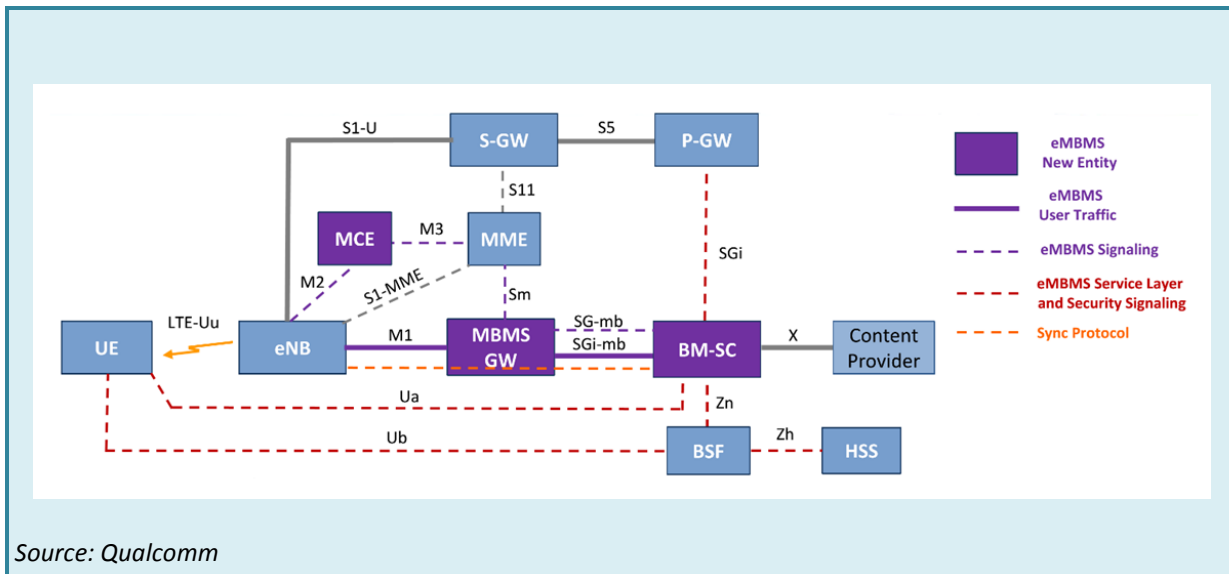 S1-U
S-GW
S5
P-GW
eMBMS
New Entity
S11
eMBMS
User Traffic
MCE
M3
MME
eMBMS Signaling
SGi
M2
S1-MME
Sm
eMBMS Service Layer
and Security Signaling
LTE-Uu
SG-mb
Sync Protocol
UE
eNB
M1
MBMS
GW
SGi-mb
BM-SC
X
Content
Provider
Ua
Zn
Ub
BSF
Zh
HSS
Source: Qualcomm